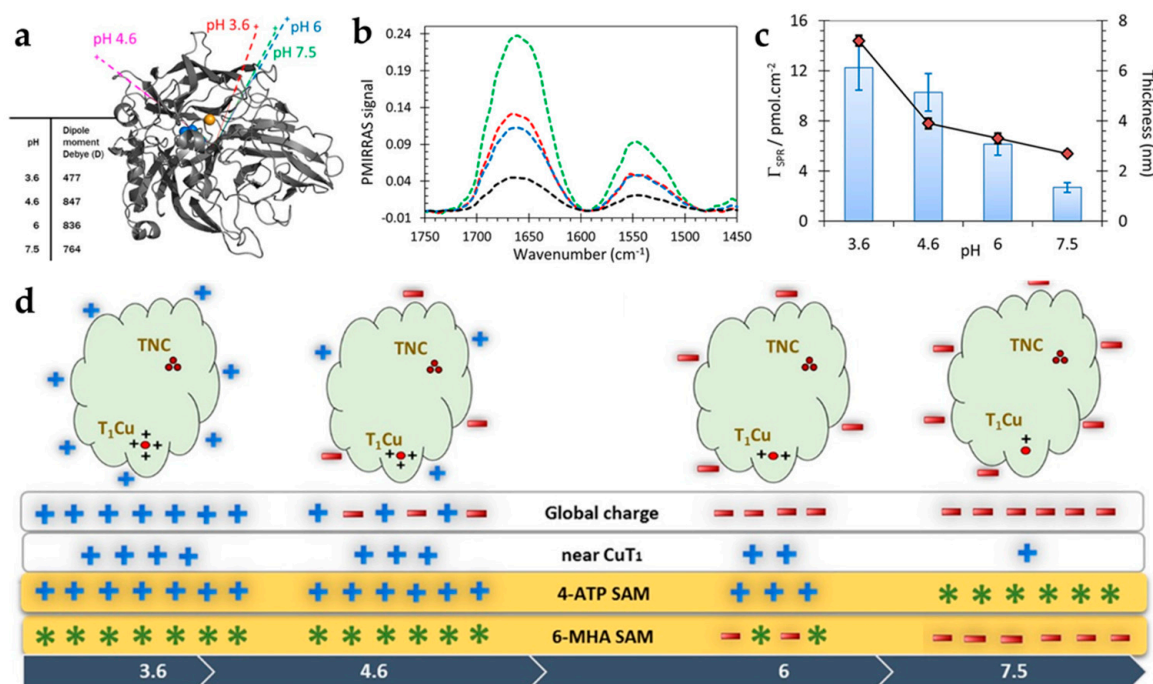 a
pH 4.6
pH 3.6
pH 6
pH 7.5
pH Dipole moment Debye (D)
3.6 477
4.6 847
6 836
7.5 764
b
PMIRRAS signal
0.24
0.19
0.14
0.09
0.04
-0.01
1750 1700 1650 1600 1550 1500 1450
Wavenumber (cm⁻¹)
c
Γ_SPR / pmol.cm⁻²
16
12
8
4
0
Thickness (nm)
8
7
6
5
4
3
2
1
0
3.6 4.6 6 7.5
pH
d
TNC
T₁Cu
TNC
T₁Cu
TNC
T₁Cu
TNC
T₁Cu
Global charge
near CuT₁
4-ATP SAM
6-MHA SAM
3.6 4.6 6 7.5